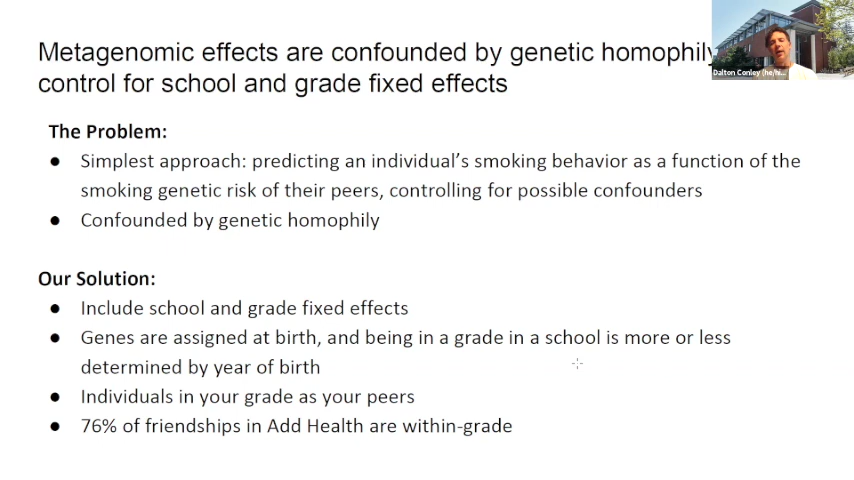 Metagenomic effects are confounded by genetic homophily
control for school and grade fixed effects
Dalton Conley (he/hi...
The Problem:
● Simplest approach: predicting an individual's smoking behavior as a function of the
smoking genetic risk of their peers, controlling for possible confounders
● Confounded by genetic homophily
Our Solution:
● Include school and grade fixed effects
● Genes are assigned at birth, and being in a grade in a school is more or less
determined by year of birth
● Individuals in your grade as your peers
● 76% of friendships in Add Health are within-grade